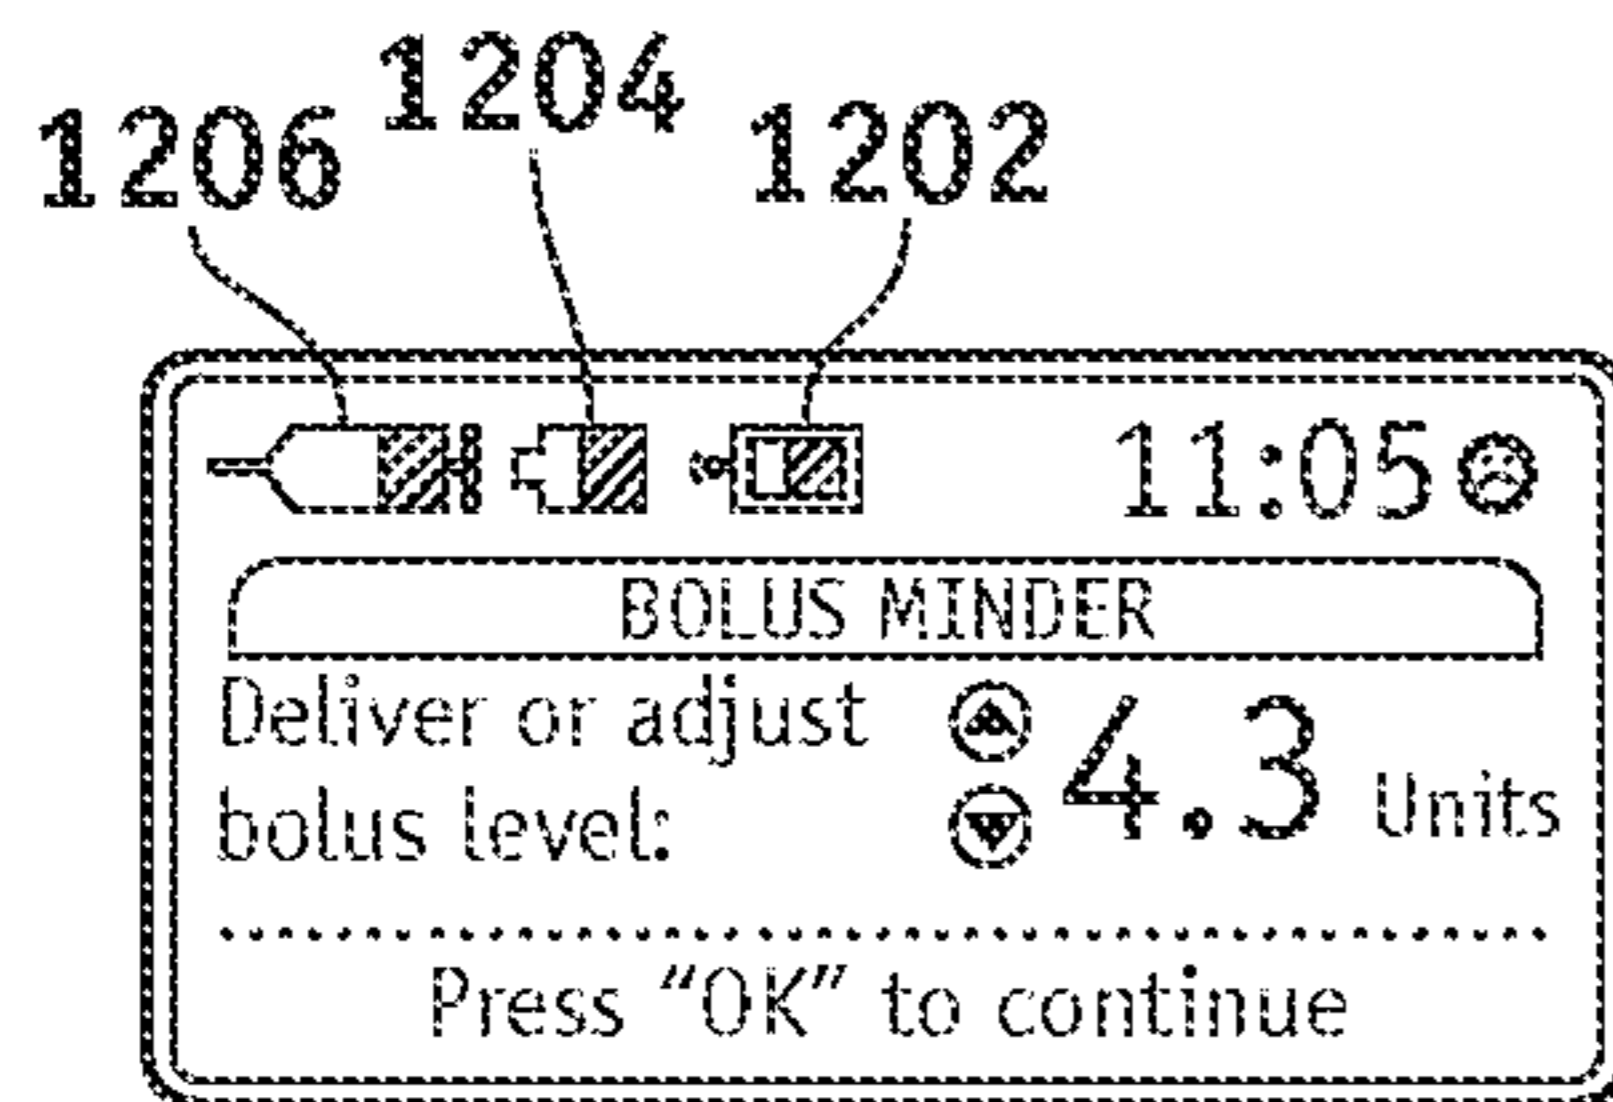 1206 1204 1202
11:05
BOLUS MINDER
Deliver or adjust
bolus level:
4.3 Units
Press “OK” to continue